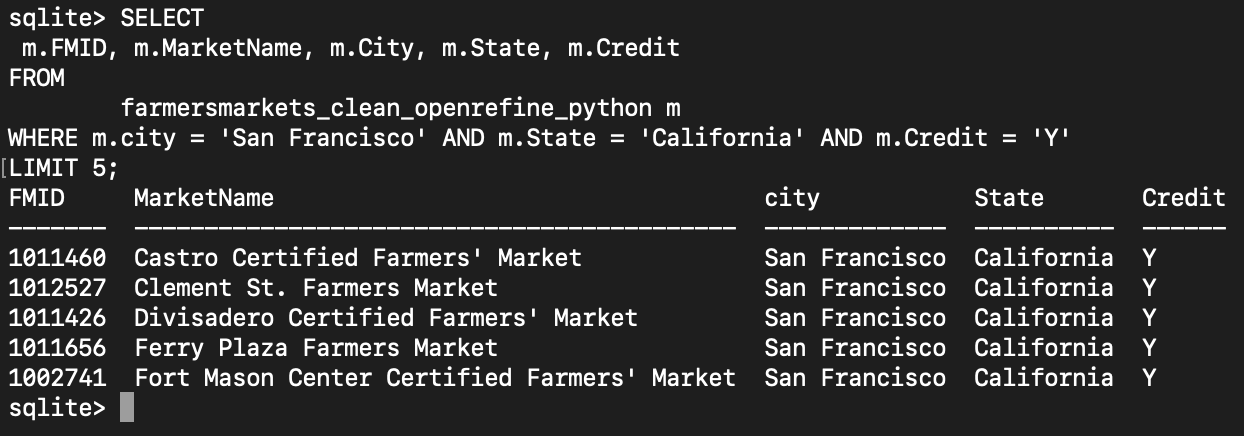 sqlite> SELECT
 m.FMID, m.MarketName, m.City, m.State, m.Credit
FROM
        farmersmarkets_clean_openrefine_python m
WHERE m.city = 'San Francisco' AND m.State = 'California' AND m.Credit = 'Y'
[LIMIT 5;
FMID     MarketName                                   city           State       Credit
-------  -------------------------------------------  -------------  ----------  ------
1011460  Castro Certified Farmers' Market             San Francisco  California  Y
1012527  Clement St. Farmers Market                   San Francisco  California  Y
1011426  Divisadero Certified Farmers' Market         San Francisco  California  Y
1011656  Ferry Plaza Farmers Market                   San Francisco  California  Y
1002741  Fort Mason Center Certified Farmers' Market  San Francisco  California  Y
sqlite>